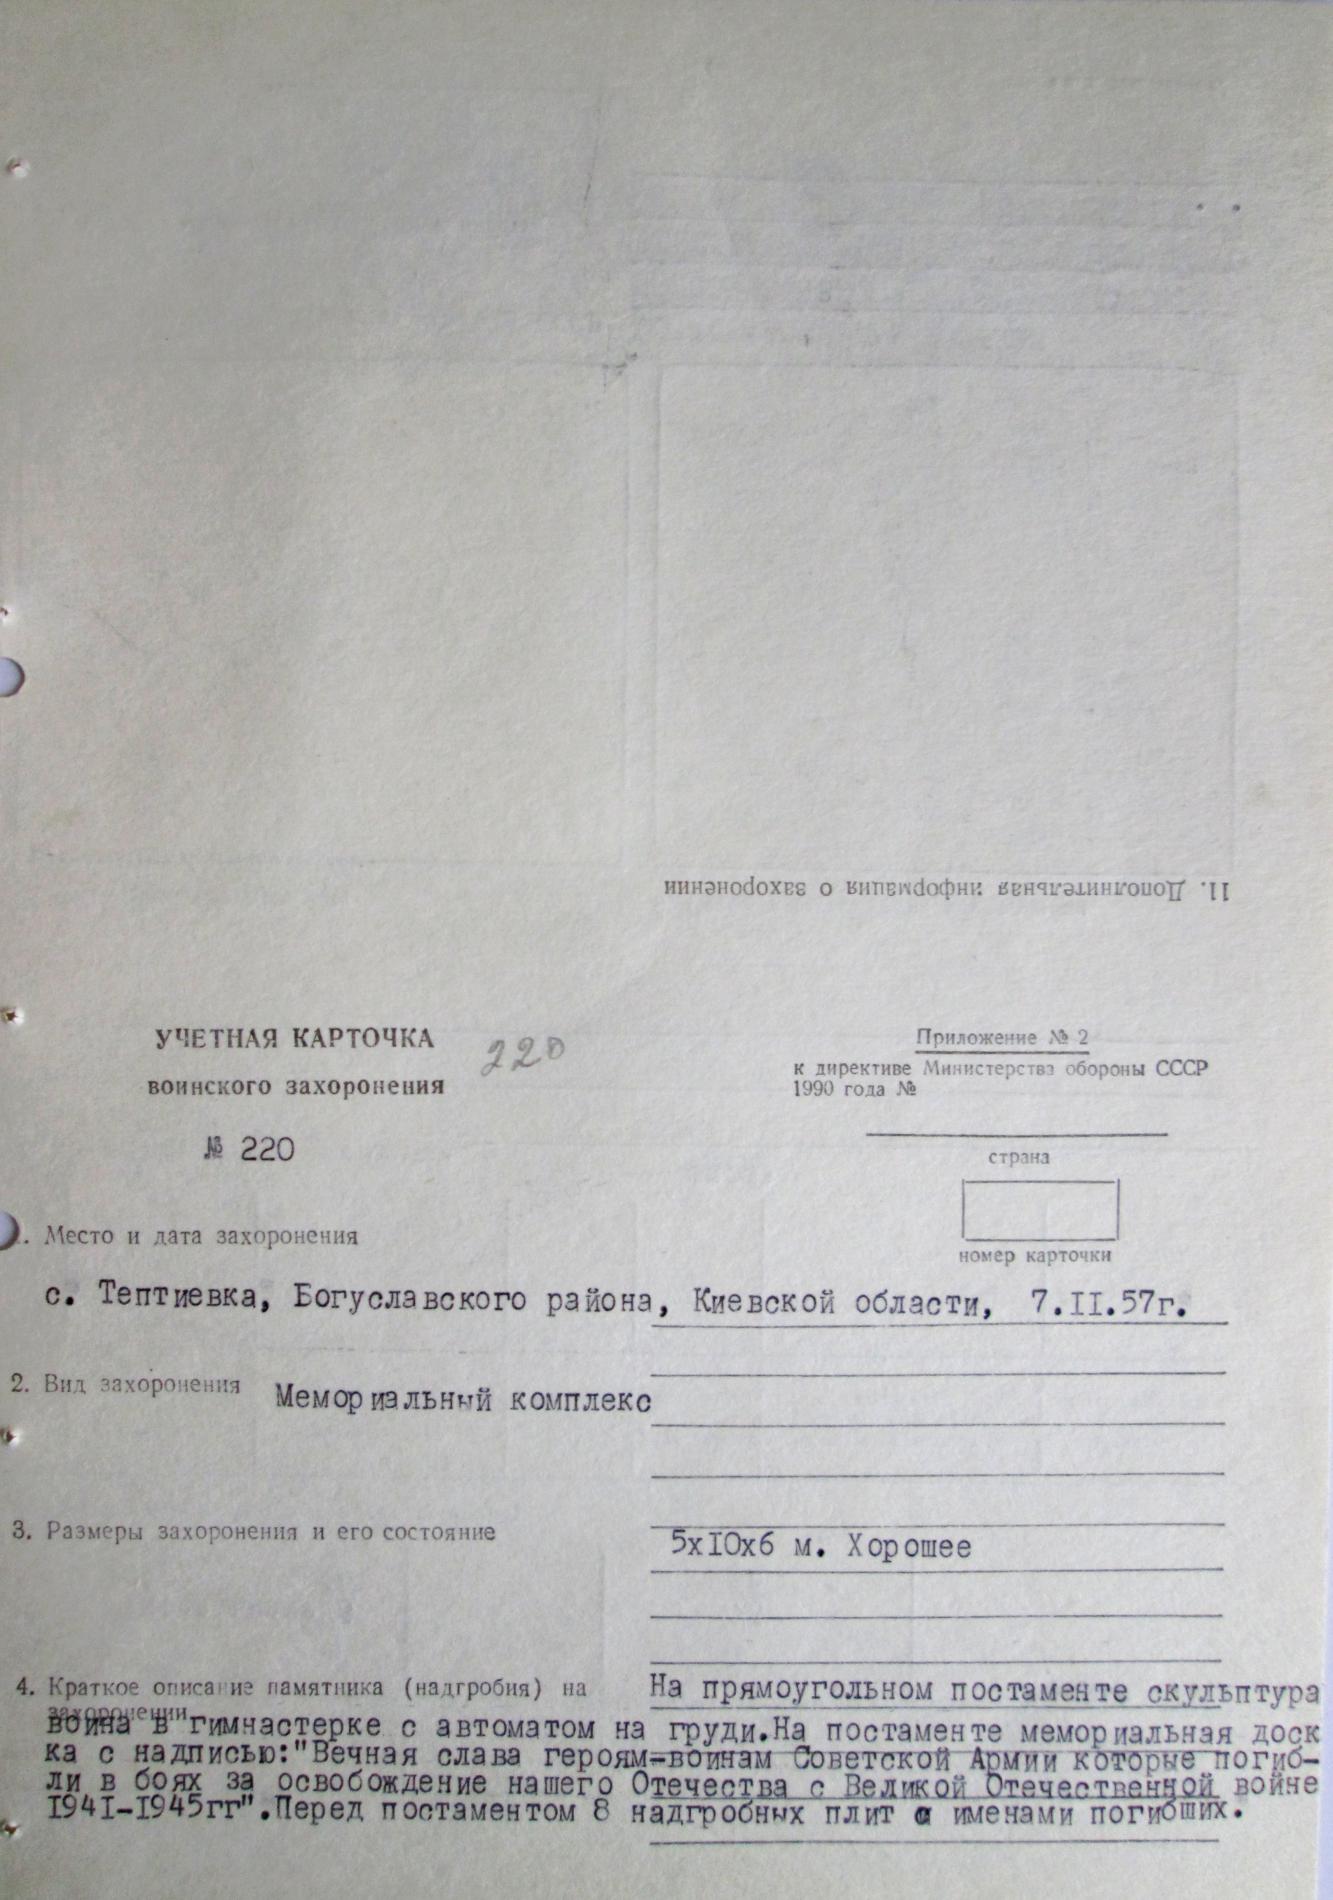 11. Дополнительная информация о захоронении
УЧЕТНАЯ КАРТОЧКА
220
воинского захоронения
№ 220
Приложение № 2
к директиве Министерства обороны СССР
1990 года №
страна
номер карточки
. Место и дата захоронения
с. Тептиевка, Богуславского района, Киевской области, 7.II.57г.
2. Вид захоронения Мемориальный комплекс
3. Размеры захоронения и его состояние 5хIОх6 м. Хорошее
4. Краткое описание памятника (надгробия) на захоронении
На прямоугольном постаменте скульптура
воина в гимнастерке с автоматом на груди.На постаменте мемориальная доск
ка с надписью:"Вечная слава героям-воинам Советской Армии которые погиб-
ли в боях за освобождение нашего Отечества с Великой Отечественной войне
I94I-I945гг".Перед постаментом 8 надгробных плит с именами погибших.